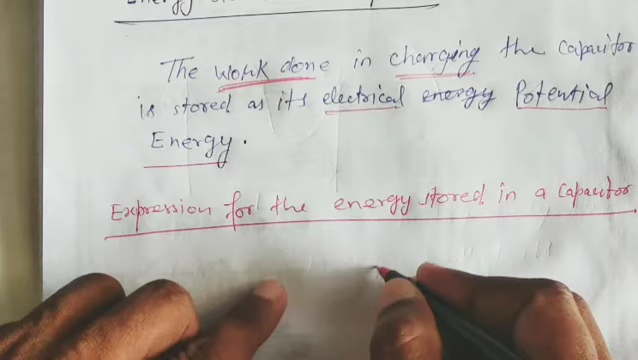 Energy
The work done in charging the capacitor
is stored as its electrical energy Potential
Energy.
Expression for the energy stored in a capacitor